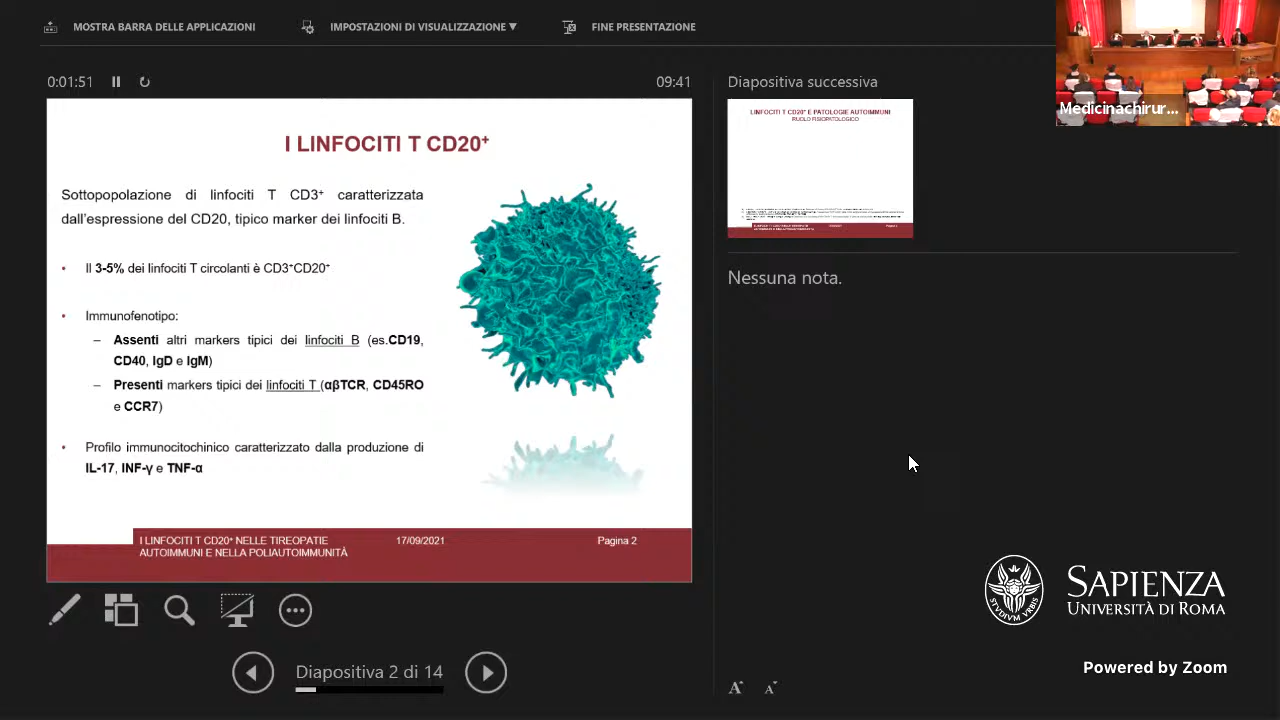 MOSTRA BARRA DELLE APPLICAZIONI
IMPOSTAZIONI DI VISUALIZZAZIONE ▼
FINE PRESENTAZIONE
0:01:51
09:41
Diapositiva successiva
Medicinachirur...
I LINFOCITI T CD20⁺
Sottopopolazione di linfociti T CD3⁺ caratterizzata
dall'espressione del CD20, tipico marker dei linfociti B.
• Il 3-5% dei linfociti T circolanti è CD3⁺CD20⁺
• Immunofenotipo:
– Assenti altri markers tipici dei linfociti B (es.CD19,
CD40, IgD e IgM)
– Presenti markers tipici dei linfociti T (αβTCR, CD45RO
e CCR7)
• Profilo immunocitochinico caratterizzato dalla produzione di
IL-17, INF-γ e TNF-α
I LINFOCITI T CD20⁺ NELLE TIREOPATIE
AUTOIMMUNI E NELLA POLIAUTOIMMUNITÀ
17/09/2021
Pagina 2
LINFOCITI T CD20⁺ E PATOLOGIE AUTOIMMUNI
RUOLO FISIOPATOLOGICO
Nessuna nota.
Diapositiva 2 di 14
STVDIVM VRBIS
SAPIENZA
UNIVERSITÀ DI ROMA
Powered by Zoom